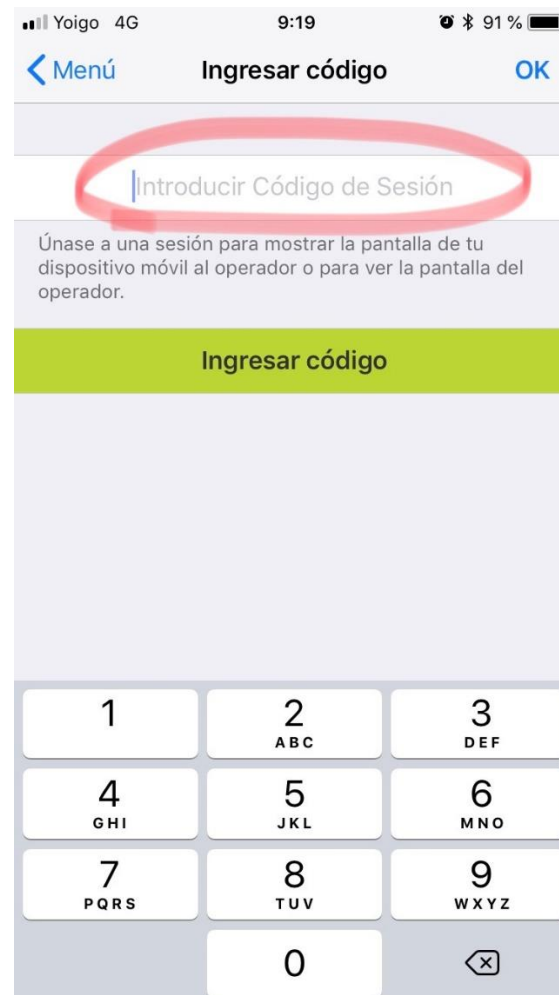 Yoigo 4G 9:19 91 %
Menú Ingresar código OK
Introducir Código de Sesión
Únase a una sesión para mostrar la pantalla de tu
dispositivo móvil al operador o para ver la pantalla del
operador.
Ingresar código
1 2 3
ABC DEF
4 5 6
GHI JKL MNO
7 8 9
PQRS TUV WXYZ
0